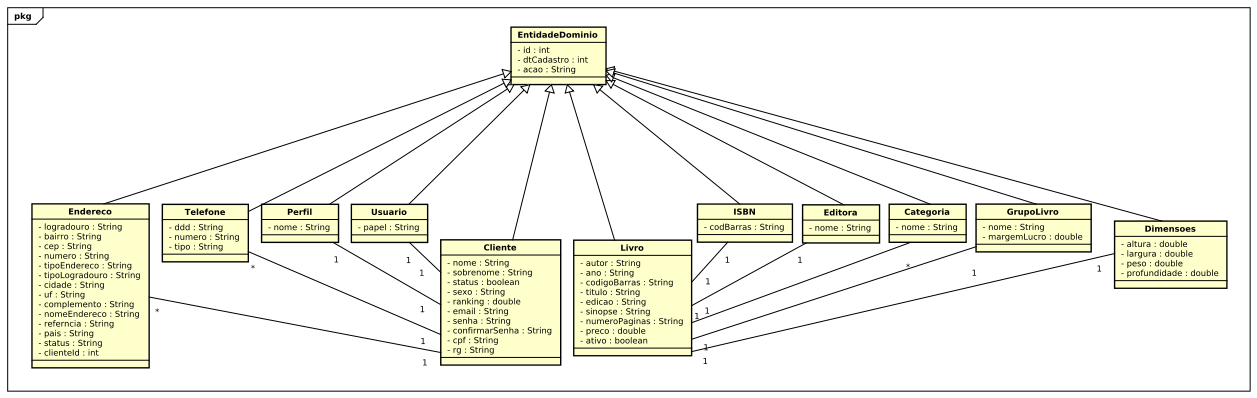 pkg
EntidadeDominio
- id : int
- dtCadastro : int
- acao : String
Endereco
- logradouro : String
- bairro : String
- cep : String
- numero : String
- tipoEndereco : String
- tipoLogradouro : String
- cidade : String
- uf : String
- complemento : String
- nomeEndereco : String
- referncia : String
- pais : String
- status : String
- clienteId : int
Telefone
- ddd : String
- numero : String
- tipo : String
Perfil
- nome : String
Usuario
- papel : String
Cliente
- nome : String
- sobrenome : String
- status : boolean
- sexo : String
- ranking : double
- email : String
- senha : String
- confirmarSenha : String
- cpf : String
- rg : String
Livro
- autor : String
- ano : String
- codigoBarras : String
- titulo : String
- edicao : String
- sinopse : String
- numeroPaginas : String
- preco : double
- ativo : boolean
ISBN
- codBarras : String
Editora
- nome : String
Categoria
- nome : String
GrupoLivro
- nome : String
- margemLucro : double
Dimensoes
- altura : double
- largura : double
- peso : double
- profundidade : double
*
1
*
1
1
1
1
1
1
1
1
1
*
1
1
1
1
1